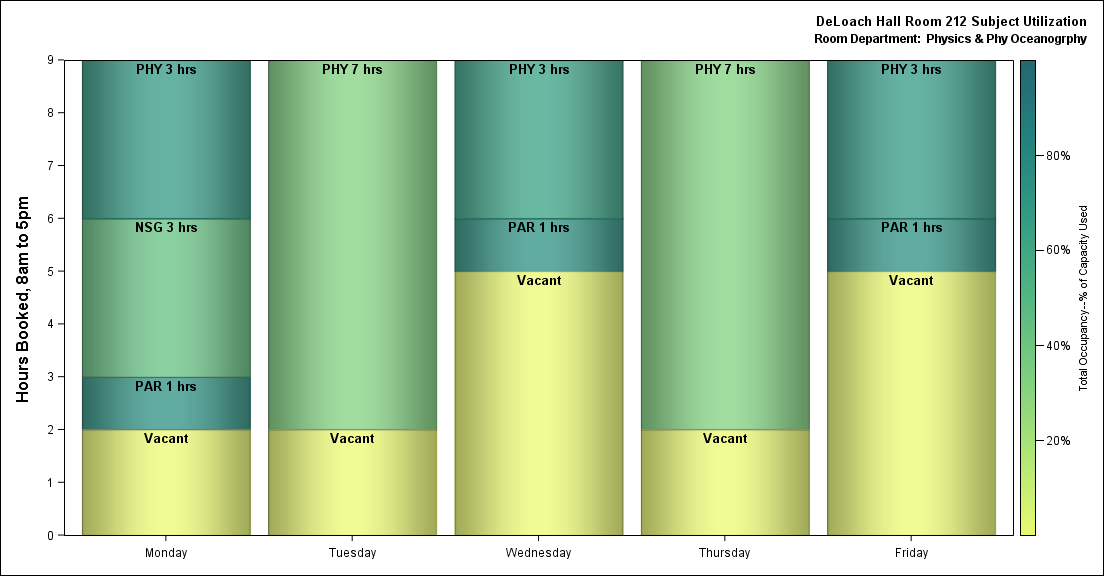 DeLoach Hall Room 212 Subject Utilization
Room Department: Physics & Phy Oceanogrphy
Hours Booked, 8am to 5pm
9
8
7
6
5
4
3
2
1
0
PHY 3 hrs
NSG 3 hrs
PAR 1 hrs
Vacant
PHY 7 hrs
Vacant
PHY 3 hrs
PAR 1 hrs
Vacant
PHY 7 hrs
Vacant
PHY 3 hrs
PAR 1 hrs
Vacant
Monday
Tuesday
Wednesday
Thursday
Friday
80%
60%
40%
20%
Total Occupancy--% of Capacity Used